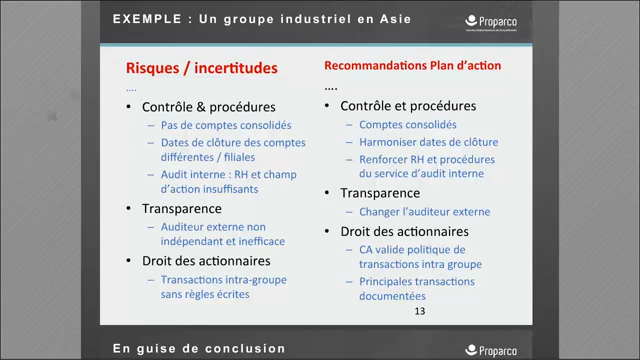 EXEMPLE : Un groupe industriel en Asie
Proparco
Risques / incertitudes
....
• Contrôle & procédures
– Pas de comptes consolidés
– Dates de clôture des comptes
différentes / filiales
– Audit interne : RH et champ
d'action insuffisants
• Transparence
– Auditeur externe non
indépendant et inefficace
• Droit des actionnaires
– Transactions intra-groupe
sans règles écrites
Recommandations Plan d'action
....
• Contrôle et procédures
– Comptes consolidés
– Harmoniser dates de clôture
– Renforcer RH et procédures
du service d'audit interne
• Transparence
– Changer l'auditeur externe
• Droit des actionnaires
– CA valide politique de
transactions intra groupe
– Principales transactions
documentées
13
En guise de conclusion
Proparco